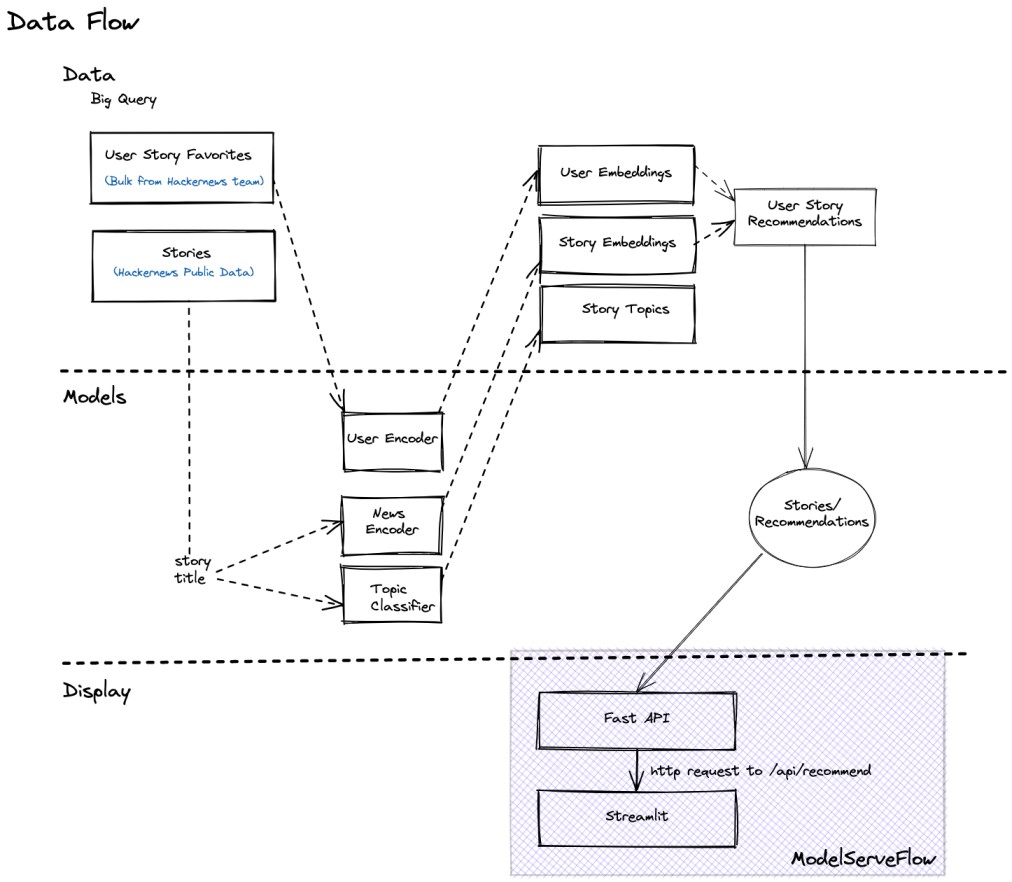 Data Flow
Data
Big Query
User Story Favorites
(Bulk from Hackernews team)
Stories
(Hackernews Public Data)
User Embeddings
Story Embeddings
Story Topics
User Story
Recommendations
Models
User Encoder
News
Encoder
Topic
Classifier
story
title
Stories/
Recommendations
Display
Fast API
http request to /api/recommend
Streamlit
ModelServeFlow